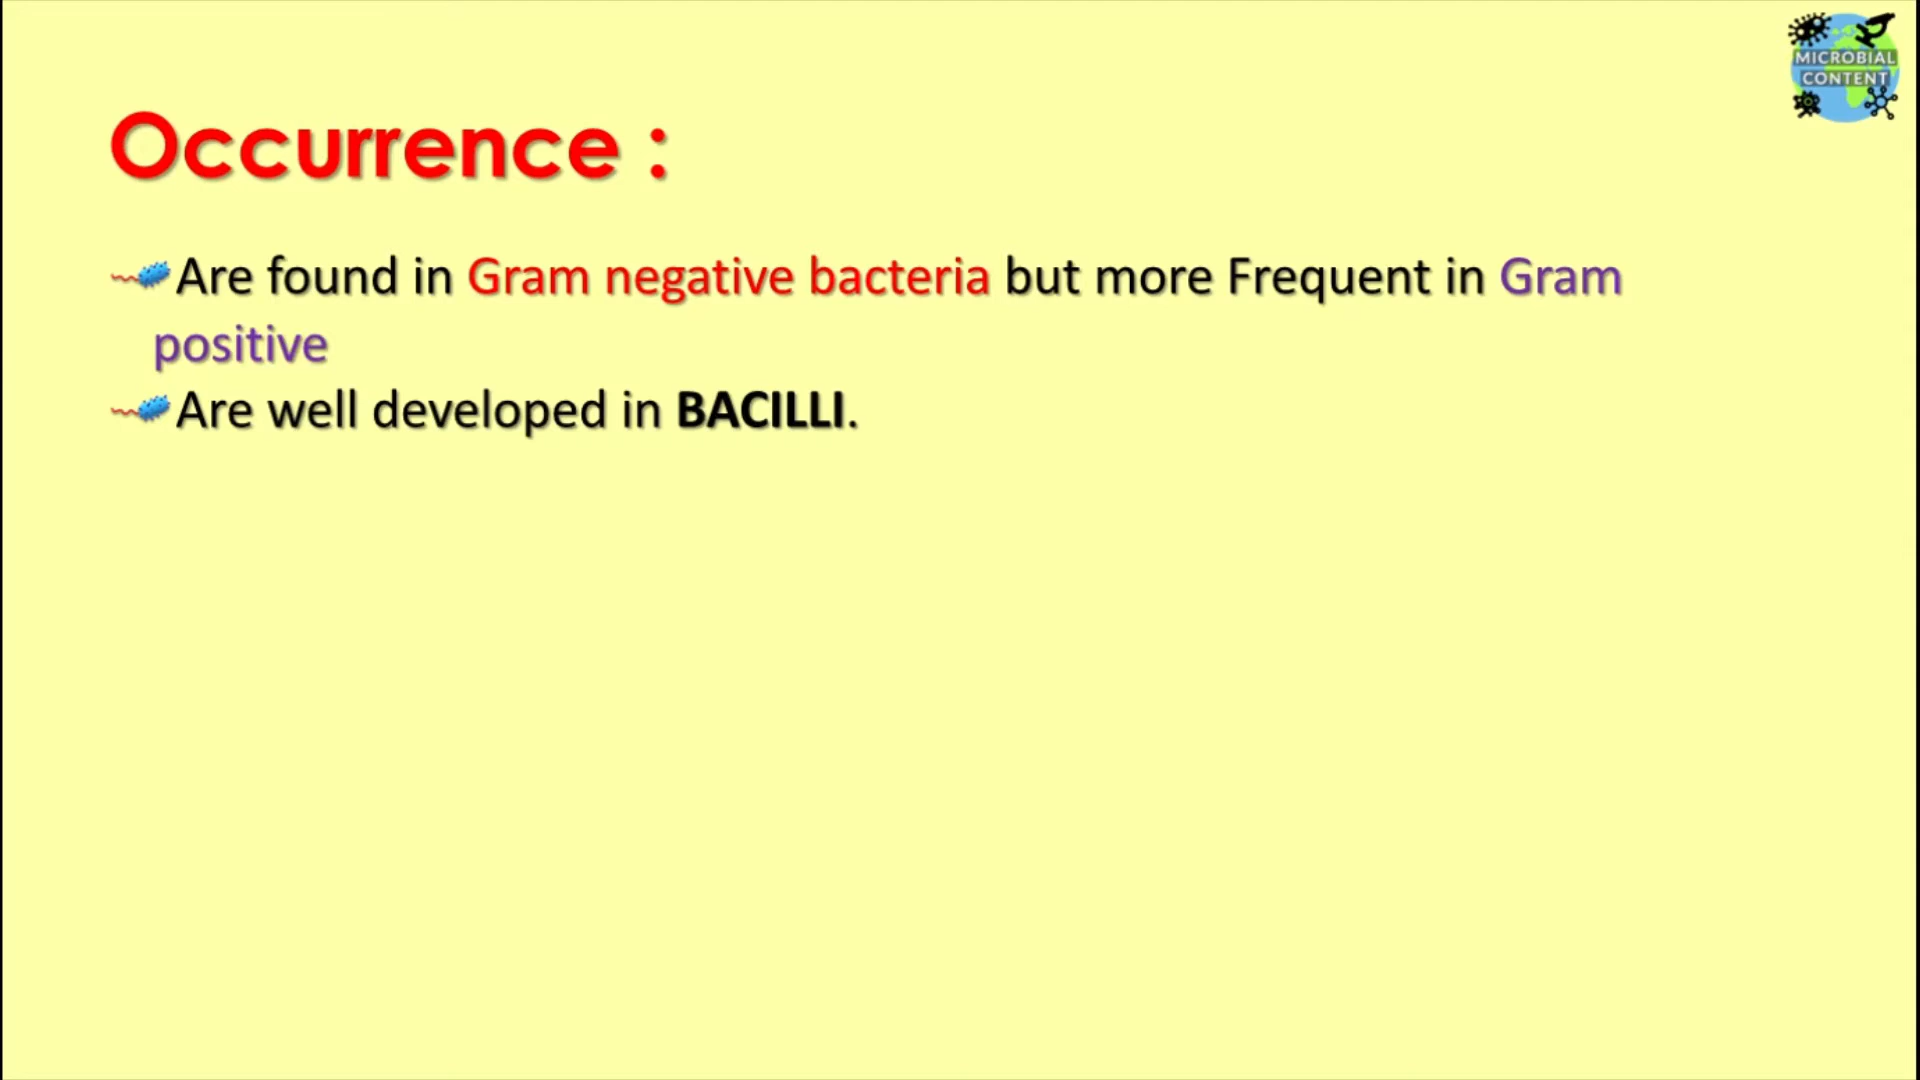 MICROBIAL
CONTENT
Occurrence :
Are found in Gram negative bacteria but more Frequent in Gram
positive
Are well developed in BACILLI.